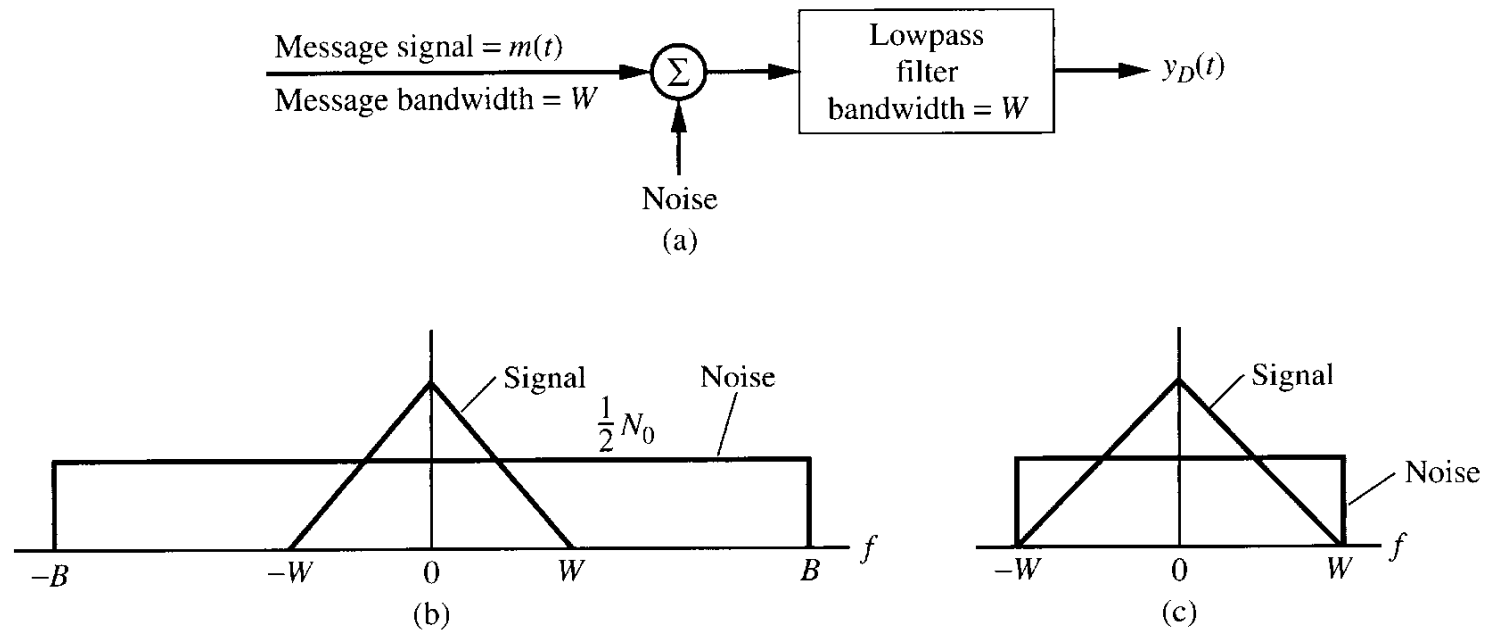 Message signal = m(t)
Message bandwidth = W
Σ
Noise
(a)
Lowpass
filter
bandwidth = W
y_D(t)
Signal
Noise
1/2 N_0
-B
-W
0
W
B
f
(b)
Signal
Noise
-W
0
W
f
(c)